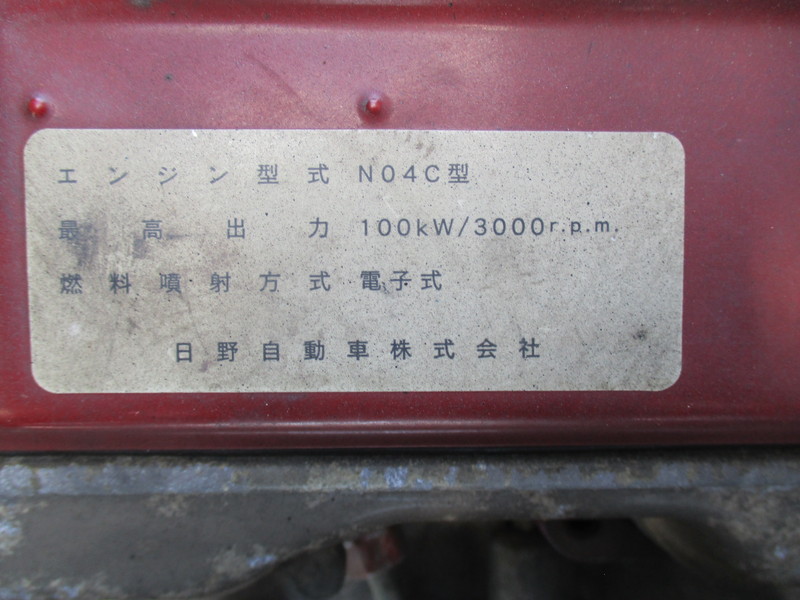 エンジン型式 N04C型
最高出力 100kW/3000r.p.m.
燃料噴射方式 電子式
日野自動車株式会社